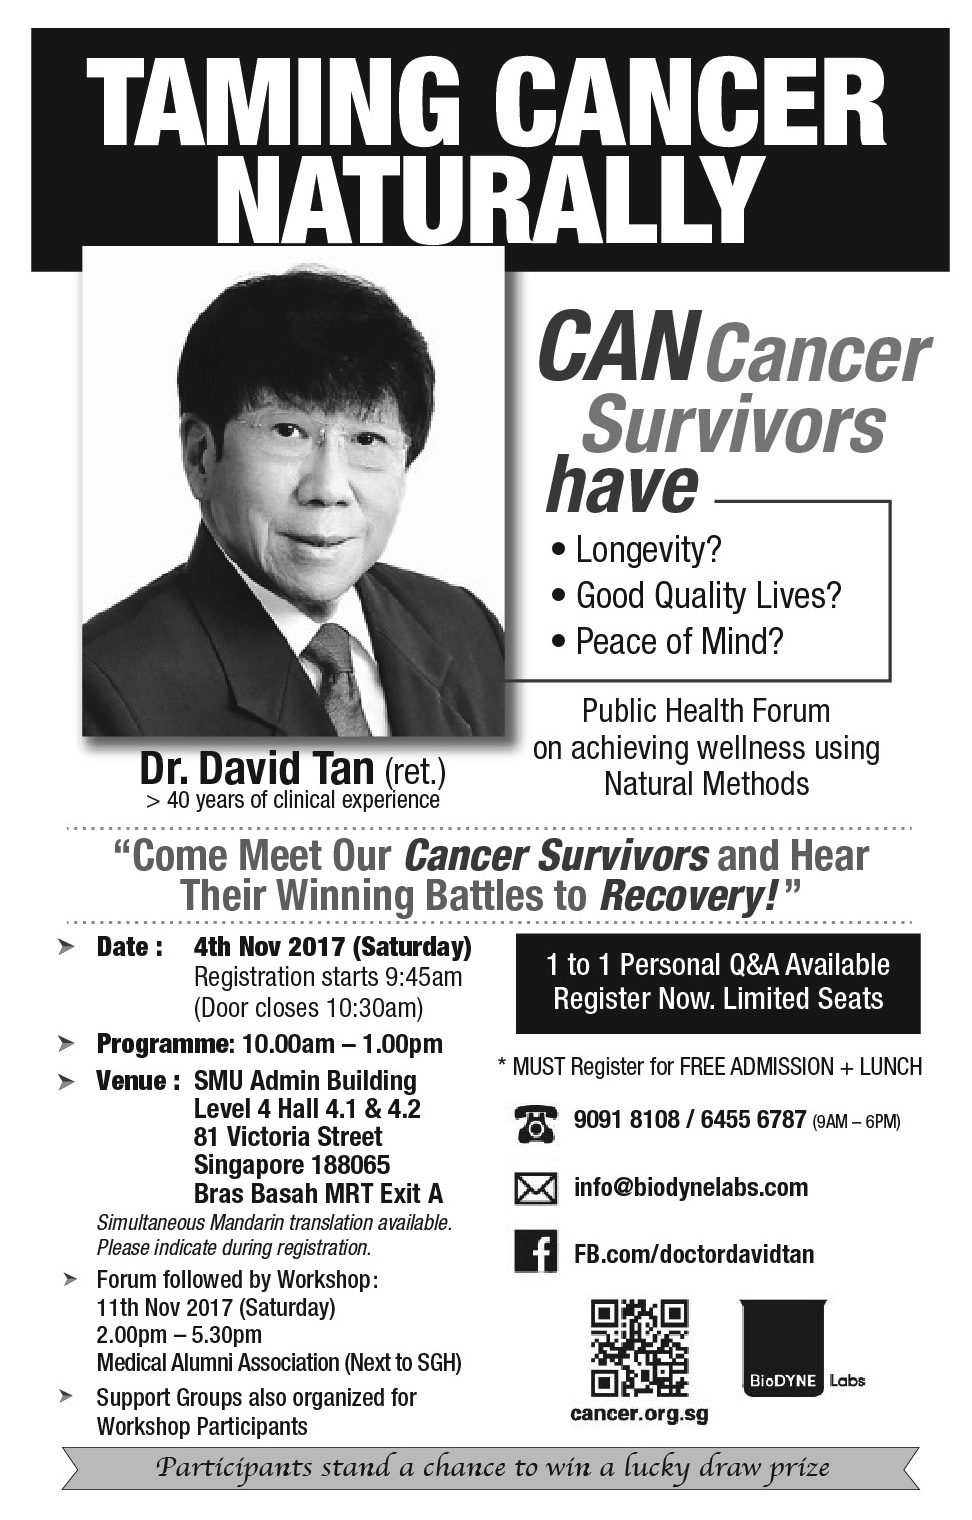 TAMING CANCER
NATURALLY
CAN Cancer
Survivors
have
• Longevity?
• Good Quality Lives?
• Peace of Mind?
Public Health Forum
on achieving wellness using
Natural Methods
Dr. David Tan (ret.)
> 40 years of clinical experience
“Come Meet Our Cancer Survivors and Hear
Their Winning Battles to Recovery!”
➤ Date : 4th Nov 2017 (Saturday)
Registration starts 9:45am
(Door closes 10:30am)
➤ Programme: 10.00am – 1.00pm
➤ Venue : SMU Admin Building
Level 4 Hall 4.1 & 4.2
81 Victoria Street
Singapore 188065
Bras Basah MRT Exit A
Simultaneous Mandarin translation available.
Please indicate during registration.
➤ Forum followed by Workshop:
11th Nov 2017 (Saturday)
2.00pm – 5.30pm
Medical Alumni Association (Next to SGH)
➤ Support Groups also organized for
Workshop Participants
1 to 1 Personal Q&A Available
Register Now. Limited Seats
* MUST Register for FREE ADMISSION + LUNCH
9091 8108 / 6455 6787 (9AM – 6PM)
info@biodynelabs.com
f FB.com/doctordavidtan
cancer.org.sg
BioDYNE Labs
Participants stand a chance to win a lucky draw prize